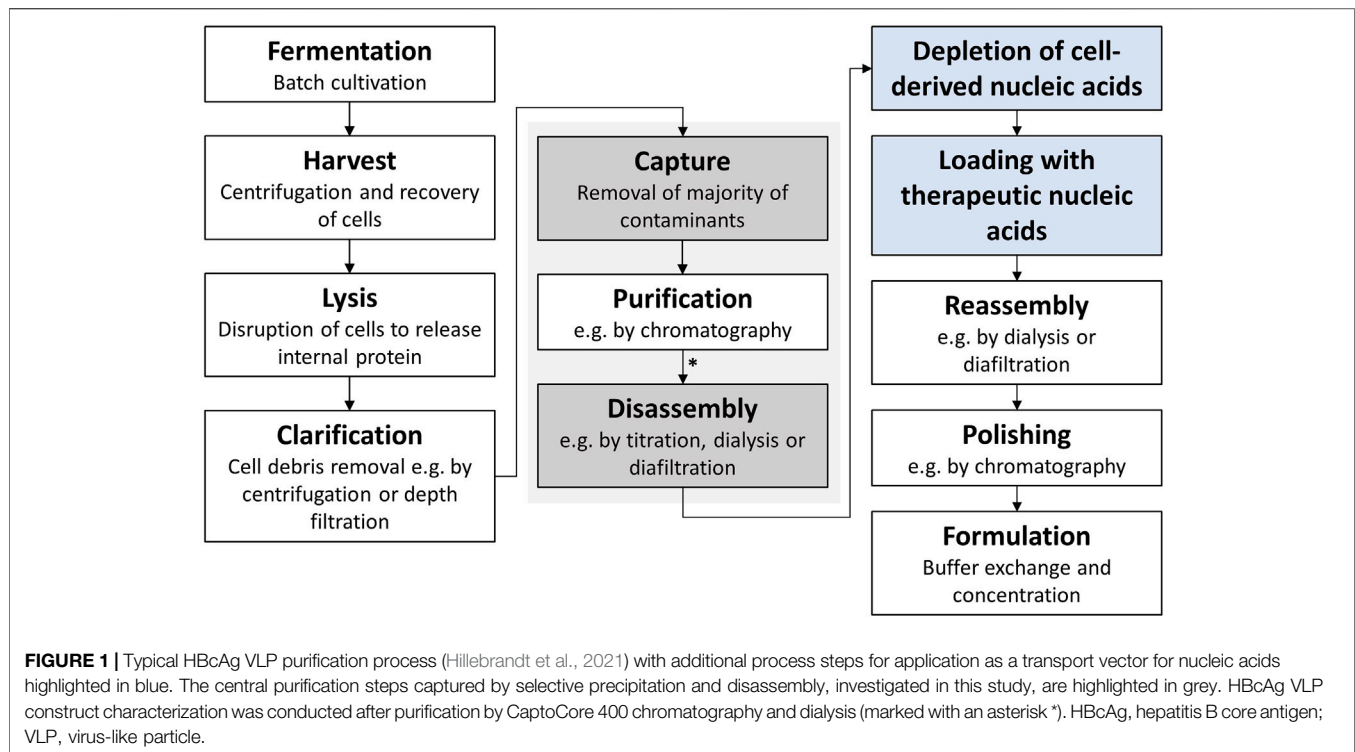 Fermentation
Batch cultivation
Harvest
Centrifugation and recovery
of cells
Lysis
Disruption of cells to release
internal protein
Clarification
Cell debris removal e.g. by
centrifugation or depth
filtration
Capture
Removal of majority of
contaminants
Purification
e.g. by chromatography
*
Disassembly
e.g. by titration, dialysis or
diafiltration
Depletion of cell-
derived nucleic acids
Loading with
therapeutic nucleic
acids
Reassembly
e.g. by dialysis or
diafiltration
Polishing
e.g. by chromatography
Formulation
Buffer exchange and
concentration
FIGURE 1 | Typical HBcAg VLP purification process (Hillebrandt et al., 2021) with additional process steps for application as a transport vector for nucleic acids
highlighted in blue. The central purification steps captured by selective precipitation and disassembly, investigated in this study, are highlighted in grey. HBcAg VLP
construct characterization was conducted after purification by CaptoCore 400 chromatography and dialysis (marked with an asterisk *). HBcAg, hepatitis B core antigen;
VLP, virus-like particle.